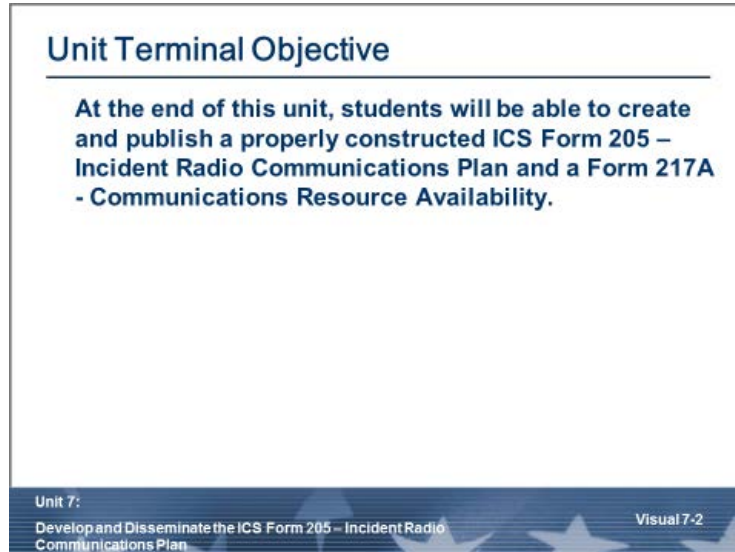 Unit Terminal Objective
At the end of this unit, students will be able to create
and publish a properly constructed ICS Form 205 –
Incident Radio Communications Plan and a Form 217A
- Communications Resource Availability.
Unit 7:
Develop and Disseminate the ICS Form 205 – Incident Radio
Communications Plan
Visual 7-2